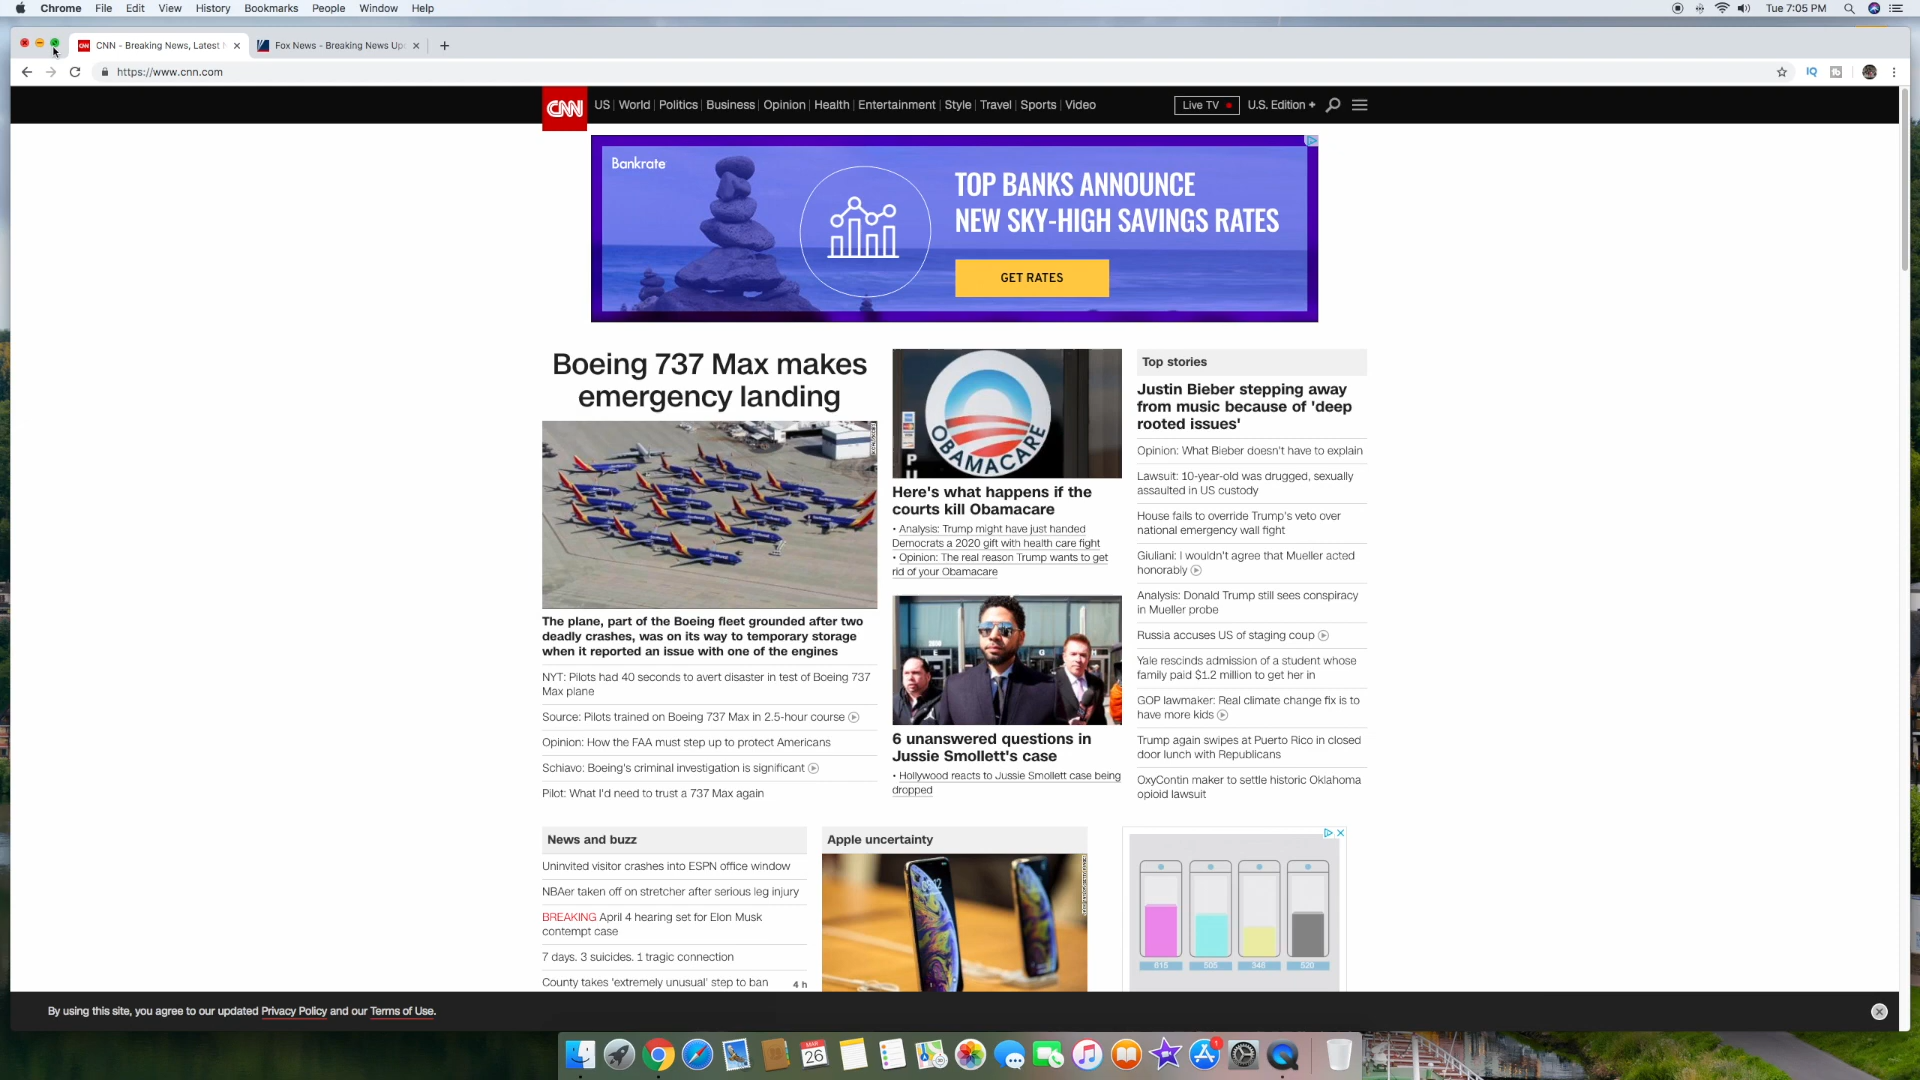 Chrome File Edit View History Bookmarks People Window Help
Tue 7:05 PM
CNN - Breaking News, Latest
Fox News - Breaking News Up
https://www.cnn.com
IQ
CNN
US World Politics Business Opinion Health Entertainment Style Travel Sports Video
Live TV
U.S. Edition +
Bankrate
TOP BANKS ANNOUNCE
NEW SKY-HIGH SAVINGS RATES
GET RATES
Boeing 737 Max makes
emergency landing
The plane, part of the Boeing fleet grounded after two
deadly crashes, was on its way to temporary storage
when it reported an issue with one of the engines
NYT: Pilots had 40 seconds to avert disaster in test of Boeing 737
Max plane
Source: Pilots trained on Boeing 737 Max in 2.5-hour course
Opinion: How the FAA must step up to protect Americans
Schiavo: Boeing's criminal investigation is significant
Pilot: What I'd need to trust a 737 Max again
OBAMACARE
Here's what happens if the
courts kill Obamacare
• Analysis: Trump might have just handed
Democrats a 2020 gift with health care fight
• Opinion: The real reason Trump wants to get
rid of your Obamacare
6 unanswered questions in
Jussie Smollett's case
• Hollywood reacts to Jussie Smollett case being
dropped
Top stories
Justin Bieber stepping away
from music because of 'deep
rooted issues'
Opinion: What Bieber doesn't have to explain
Lawsuit: 10-year-old was drugged, sexually
assaulted in US custody
House fails to override Trump's veto over
national emergency wall fight
Giuliani: I wouldn't agree that Mueller acted
honorably
Analysis: Donald Trump still sees conspiracy
in Mueller probe
Russia accuses US of staging coup
Yale rescinds admission of a student whose
family paid $1.2 million to get her in
GOP lawmaker: Real climate change fix is to
have more kids
Trump again swipes at Puerto Rico in closed
door lunch with Republicans
OxyContin maker to settle historic Oklahoma
opioid lawsuit
News and buzz
Uninvited visitor crashes into ESPN office window
NBAer taken off on stretcher after serious leg injury
BREAKING April 4 hearing set for Elon Musk
contempt case
7 days. 3 suicides. 1 tragic connection
County takes 'extremely unusual' step to ban
4 h
Apple uncertainty
615 505 346 520
By using this site, you agree to our updated Privacy Policy and our Terms of Use.
MAR
26
1